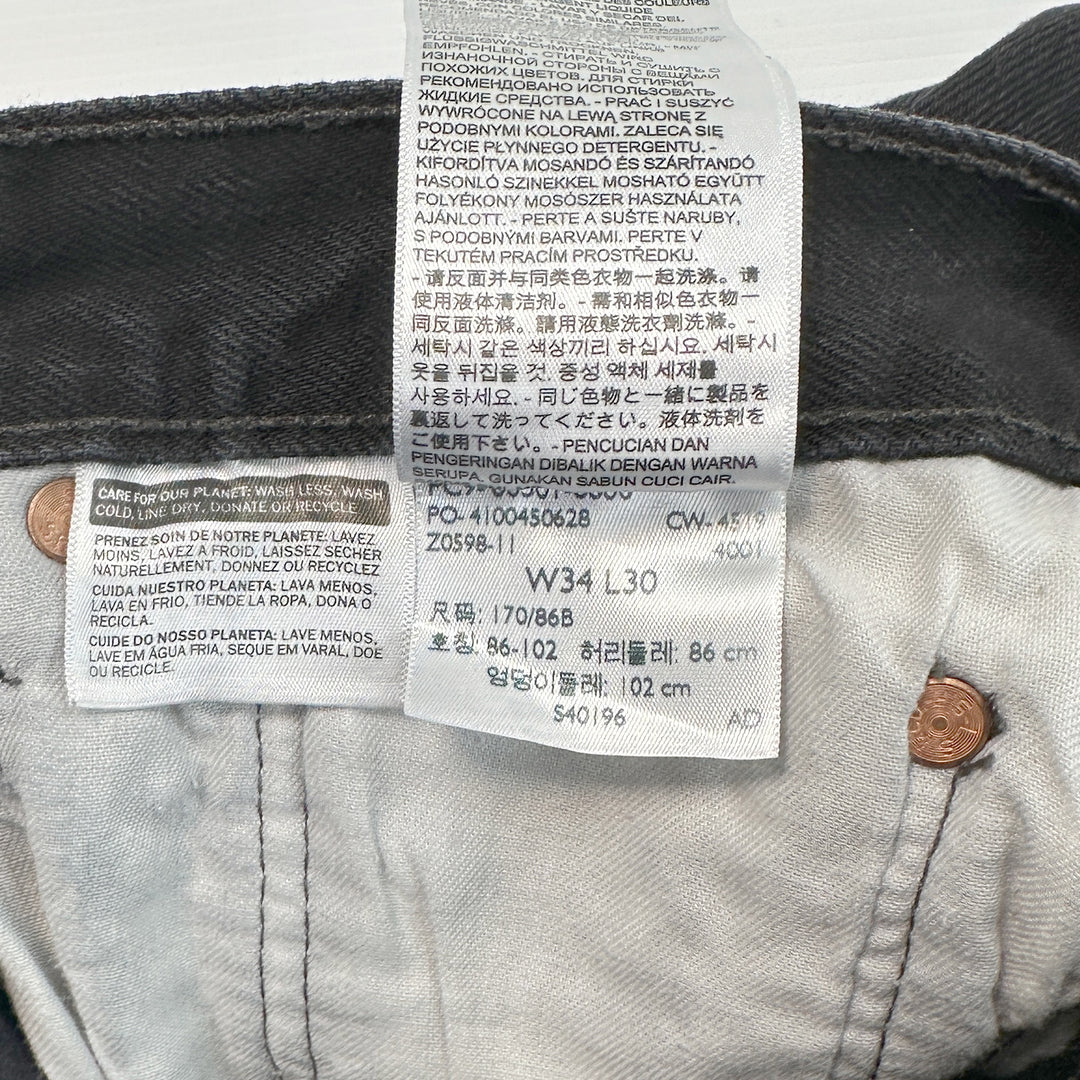 EMPFOHLEN. - СТИРАТЬ И СУШИТЬ С
ИЗНАНОЧНОЙ СТОРОНЫ С ВЕЩАМИ
ПОХОЖИХ ЦВЕТОВ. ДЛЯ СТИРКИ
РЕКОМЕНДОВАНО ИСПОЛЬЗОВАТЬ
ЖИДКИЕ СРЕДСТВА. - PRAĆ I SUSZYĆ
WYWRÓCONE NA LEWĄ STRONĘ Z
PODOBNYMI KOLORAMI. ZALECA SIĘ
UŻYCIE PŁYNNEGO DETERGENTU. -
KIFORDÍTVA MOSANDÓ ÉS SZÁRÍTANDÓ
HASONLÓ SZINEKKEL MOSHATÓ EGYÜTT
FOLYÉKONY MOSÓSZER HASZNÁLATA
AJÁNLOTT. - PERTE A SUŠTE NARUBY,
S PODOBNÝMI BARVAMI. PERTE V
TEKUTÉM PRACÍM PROSTŘEDKU.
- 请反面并与同类色衣物一起洗涤。请
使用液体清洁剂。- 需和相似色衣物一
同反面洗滌。請用液態洗衣劑洗滌。-
세탁시 같은 색상끼리 하십시요. 세탁시
옷을 뒤집을 것. 중성 액체 세제를
사용하세요. - 同じ色物と一緒に製品を
裏返して洗ってください。液体洗剤を
ご使用下さい。- PENCUCIAN DAN
PENGERINGAN DIBALIK DENGAN WARNA
SERUPA. GUNAKAN SABUN CUCI CAIR.
CARE FOR OUR PLANET: WASH LESS, WASH
COLD, LINE DRY, DONATE OR RECYCLE
PRENEZ SOIN DE NOTRE PLANETE: LAVEZ
MOINS, LAVEZ A FROID, LAISSEZ SECHER
NATURELLEMENT, DONNEZ OU RECYCLEZ
CUIDA NUESTRO PLANETA: LAVA MENOS,
LAVA EN FRIO, TIENDE LA ROPA, DONA O
RECICLA.
CUIDE DO NOSSO PLANETA: LAVE MENOS,
LAVE EM ÁGUA FRIA, SEQUE EM VARAL, DOE
OU RECICLE.
PO- 4100450628 CW-
Z0598-11 4001
W34 L30
尺码: 170/86B
호칭: 86-102 허리둘레: 86 cm
엉덩이둘레: 102 cm
S40196 AD